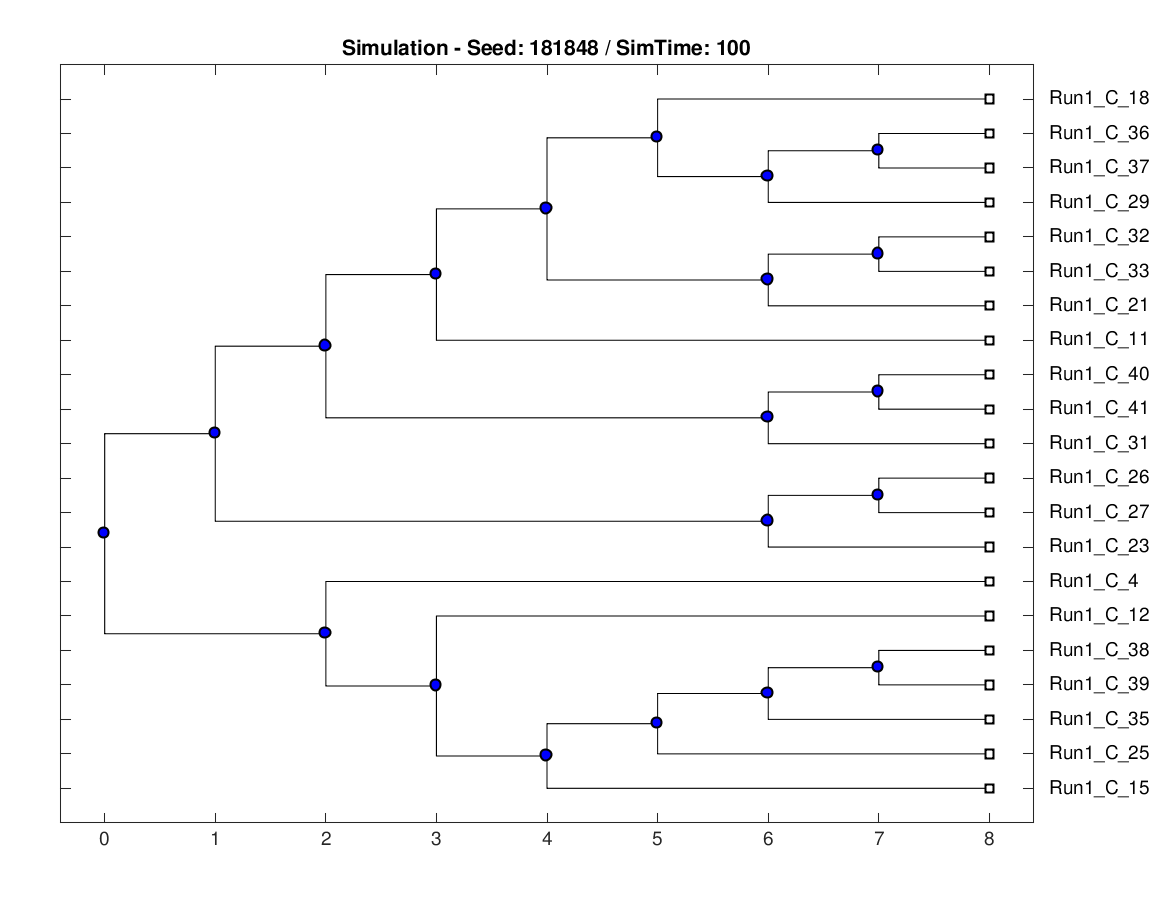 Simulation - Seed: 181848 / SimTime: 100
Run1_C_18
Run1_C_36
Run1_C_37
Run1_C_29
Run1_C_32
Run1_C_33
Run1_C_21
Run1_C_11
Run1_C_40
Run1_C_41
Run1_C_31
Run1_C_26
Run1_C_27
Run1_C_23
Run1_C_4
Run1_C_12
Run1_C_38
Run1_C_39
Run1_C_35
Run1_C_25
Run1_C_15
0 1 2 3 4 5 6 7 8